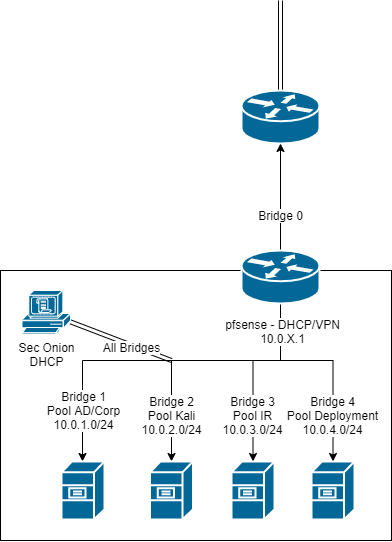 Bridge 0
pfsense - DHCP/VPN
10.0.X.1
Sec Onion
DHCP
All Bridges
Bridge 1
Pool AD/Corp
10.0.1.0/24
Bridge 2
Pool Kali
10.0.2.0/24
Bridge 3
Pool IR
10.0.3.0/24
Bridge 4
Pool Deployment
10.0.4.0/24